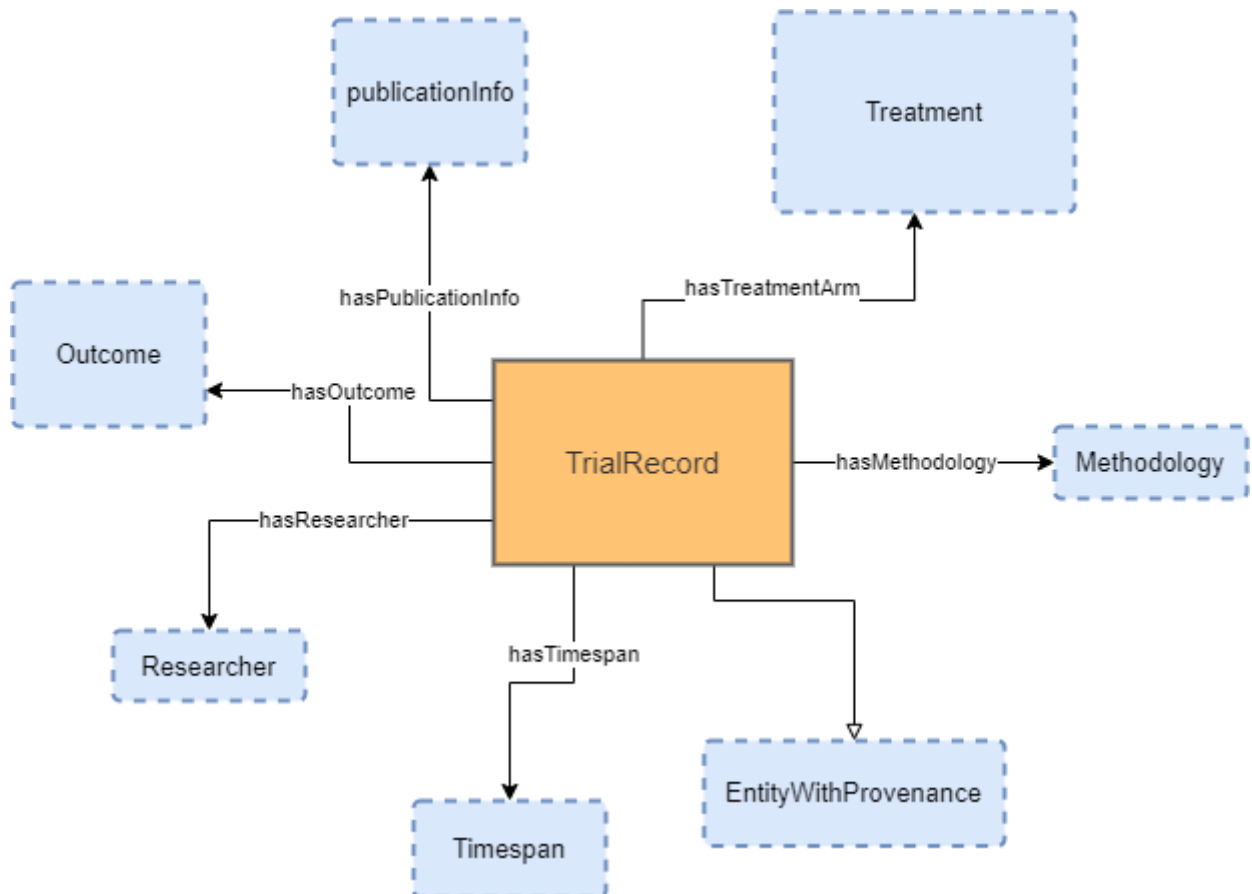 publicationInfo
Treatment
hasTreatmentArm
hasPublicationInfo
Outcome
hasOutcome
TrialRecord
hasMethodology
Methodology
hasResearcher
Researcher
hasTimespan
EntityWithProvenance
Timespan